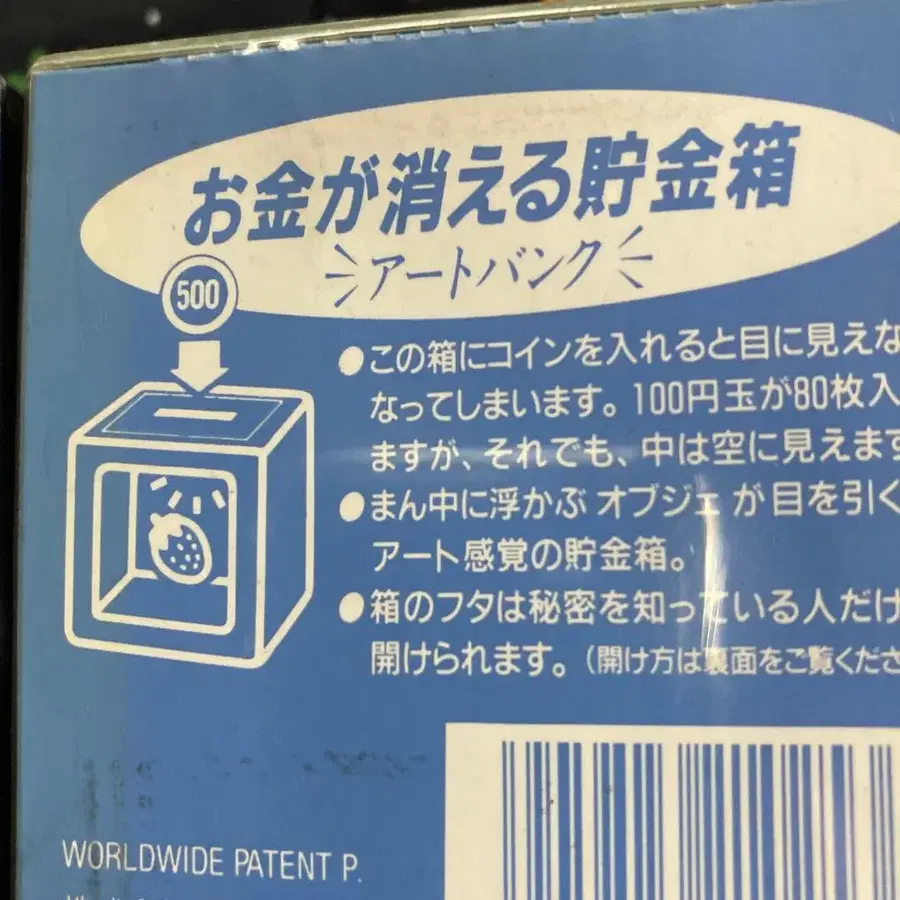 お金が消える貯金箱
アートバンク
500
●この箱にコインを入れると目に見えな
なってしまいます。100円玉が80枚入
ますが、それでも、中は空に見えます
●まん中に浮かぶ オブジェ が目を引く
アート感覚の貯金箱。
●箱のフタは秘密を知っている人だけ
開けられます。(開け方は裏面をご覧くださ
WORLDWIDE PATENT P.